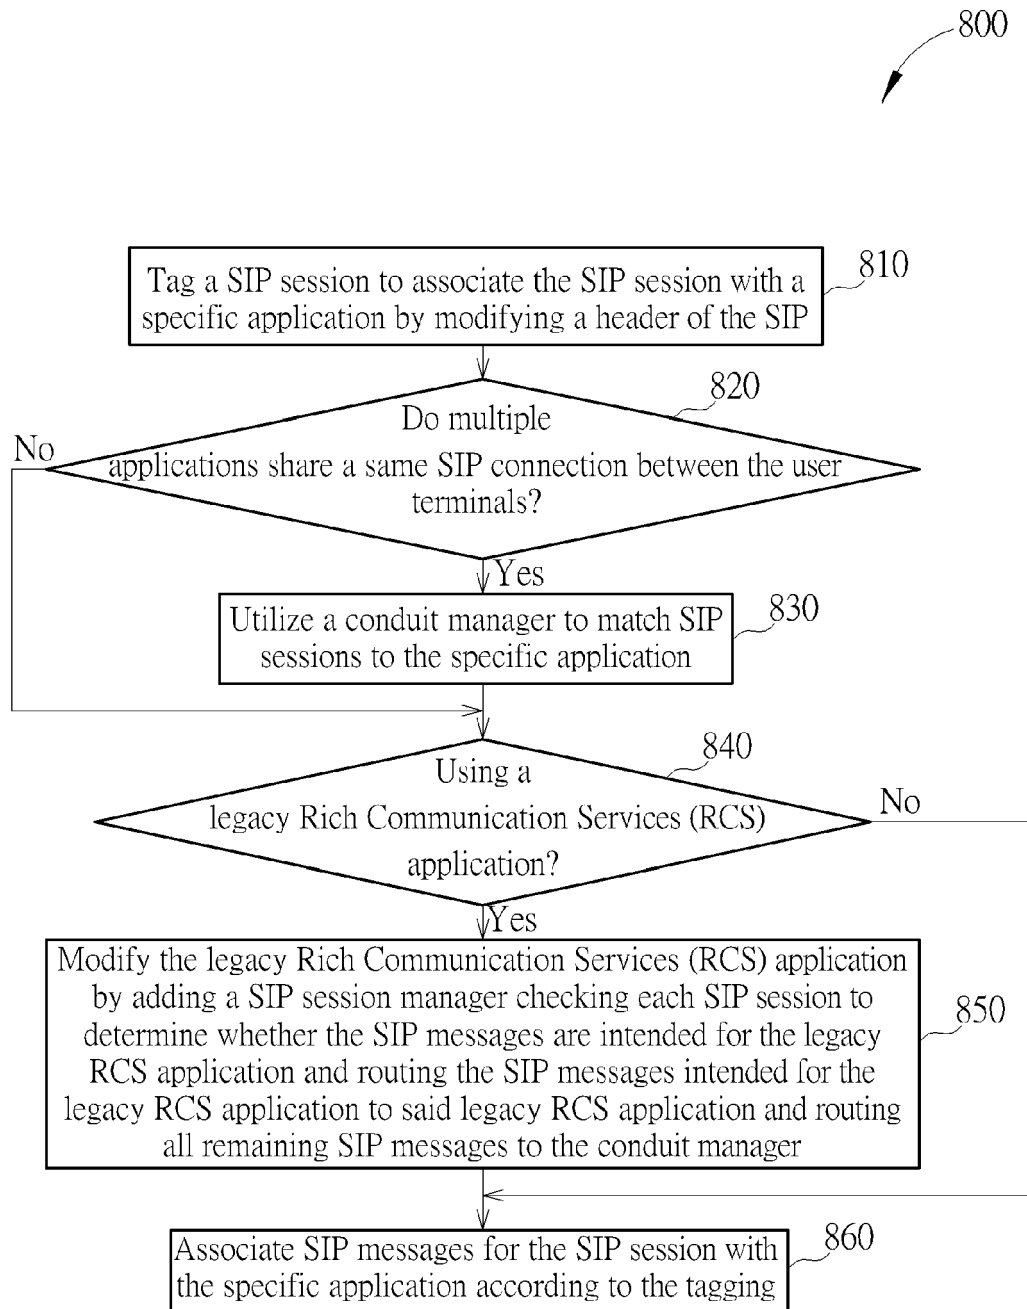 800
810
Tag a SIP session to associate the SIP session with a
specific application by modifying a header of the SIP
820
Do multiple
No
applications share a same SIP connection between the user
terminals?
Yes
830
Utilize a conduit manager to match SIP
sessions to the specific application
840
Using a
No
legacy Rich Communication Services (RCS)
application?
Yes
Modify the legacy Rich Communication Services (RCS) application
by adding a SIP session manager checking each SIP session to
850
determine whether the SIP messages are intended for the legacy
RCS application and routing the SIP messages intended for the
legacy RCS application to said legacy RCS application and routing
all remaining SIP messages to the conduit manager
860
Associate SIP messages for the SIP session with
the specific application according to the tagging